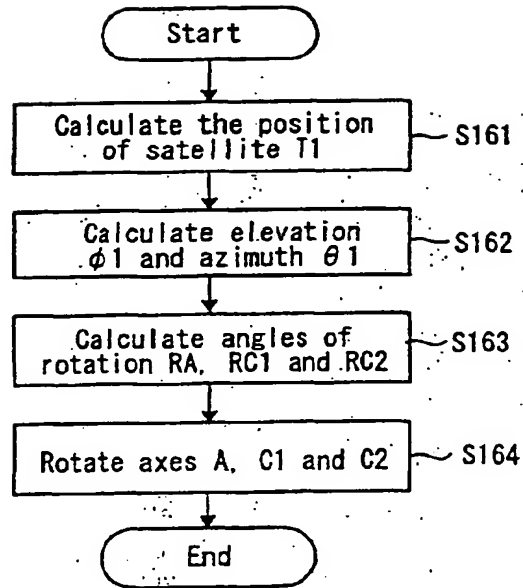 Start
Calculate the position
of satellite T1
S161
Calculate elevation
φ1 and azimuth θ1
S162
Calculate angles of
rotation RA, RC1 and RC2
S163
Rotate axes A, C1 and C2
S164
End